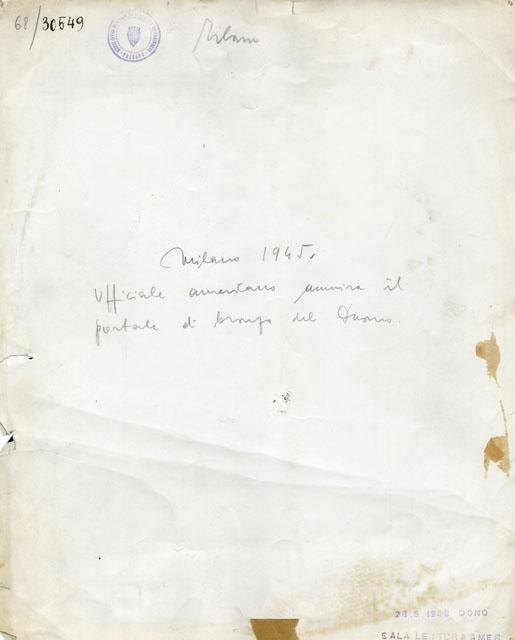 68/30549
Milano
Milano 1945.
Ufficiale americano ammira il
portale di bronzo del Duomo.
DONO
SALA LETTURA AMER